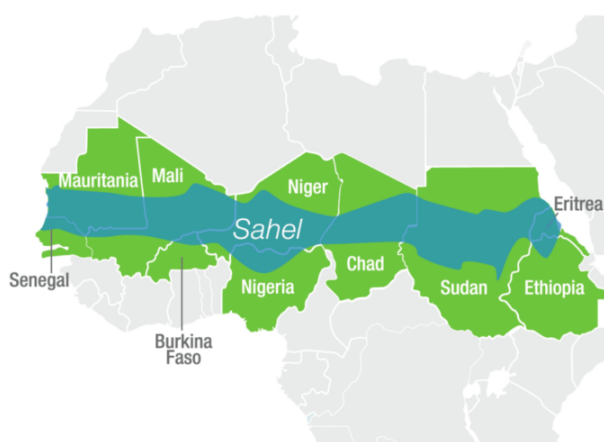 Mauritania
Mali
Niger
Eritrea
Sahel
Senegal
Nigeria
Chad
Sudan
Ethiopia
Burkina
Faso